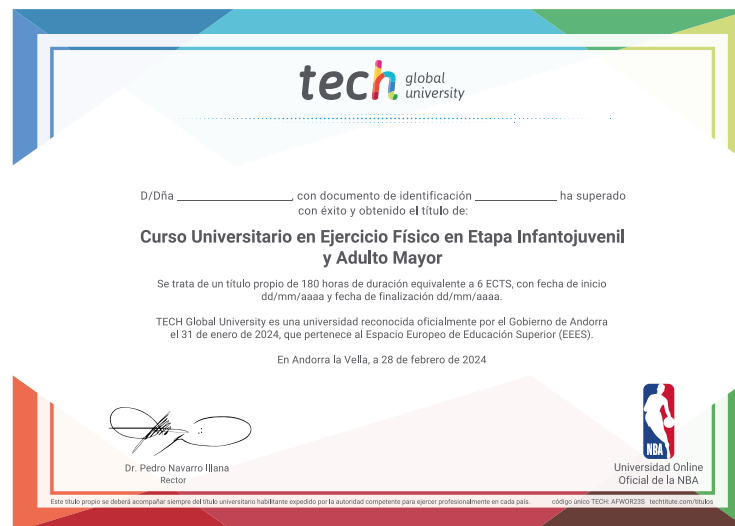 tech global university
D/Dña ____________________, con documento de identificación ______________ ha superado
con éxito y obtenido el título de:
Curso Universitario en Ejercicio Físico en Etapa Infantojuvenil
y Adulto Mayor
Se trata de un título propio de 180 horas de duración equivalente a 6 ECTS, con fecha de inicio
dd/mm/aaaa y fecha de finalización dd/mm/aaaa.
TECH Global University es una universidad reconocida oficialmente por el Gobierno de Andorra
el 31 de enero de 2024, que pertenece al Espacio Europeo de Educación Superior (EEES).
En Andorra la Vella, a 28 de febrero de 2024
Dr. Pedro Navarro Illana
Rector
NBA
Universidad Online
Oficial de la NBA
Este título propio se deberá acompañar siempre del título universitario habilitante expedido por la autoridad competente para ejercer profesionalmente en cada país. código único TECH: AFWOR23S techtitute.com/titulos